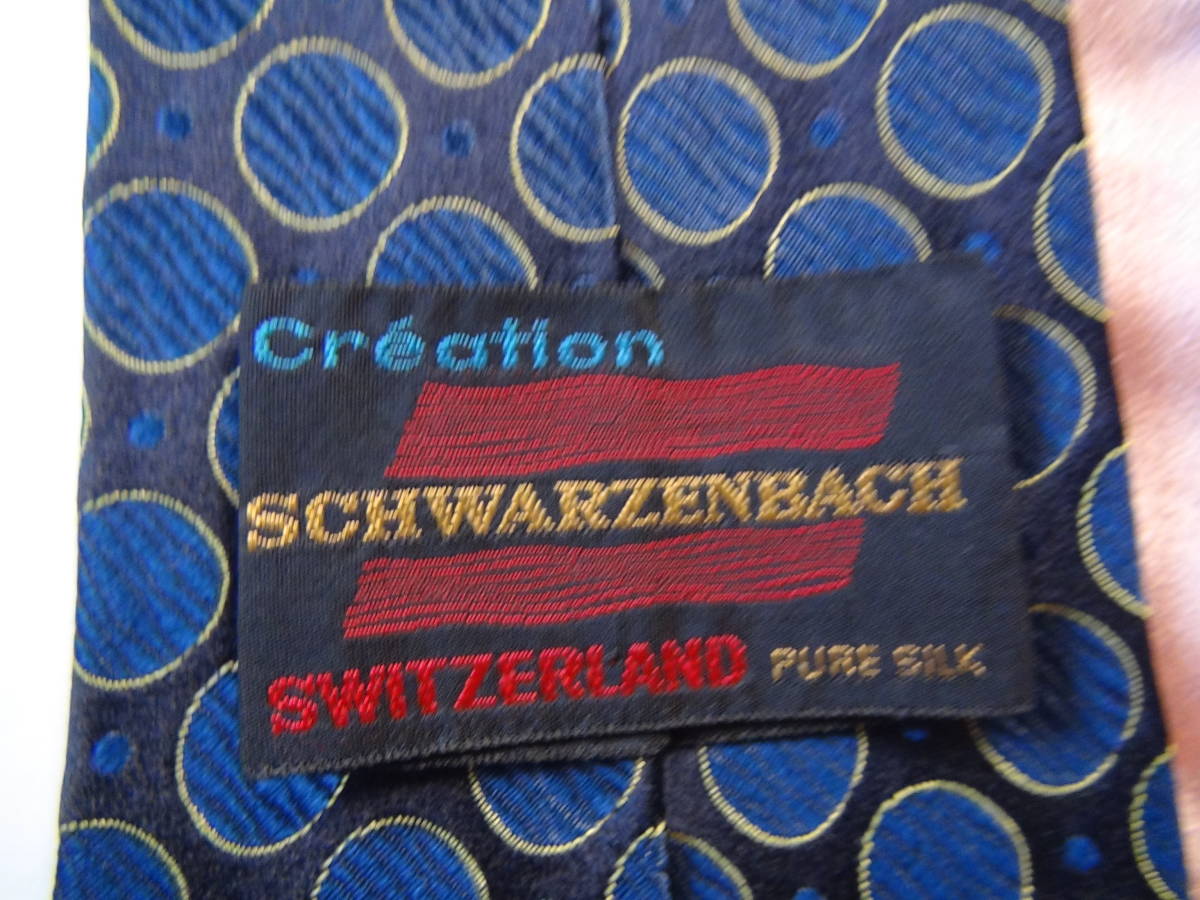 Création
SCHWARZENBACH
SWITZERLAND PURE SILK